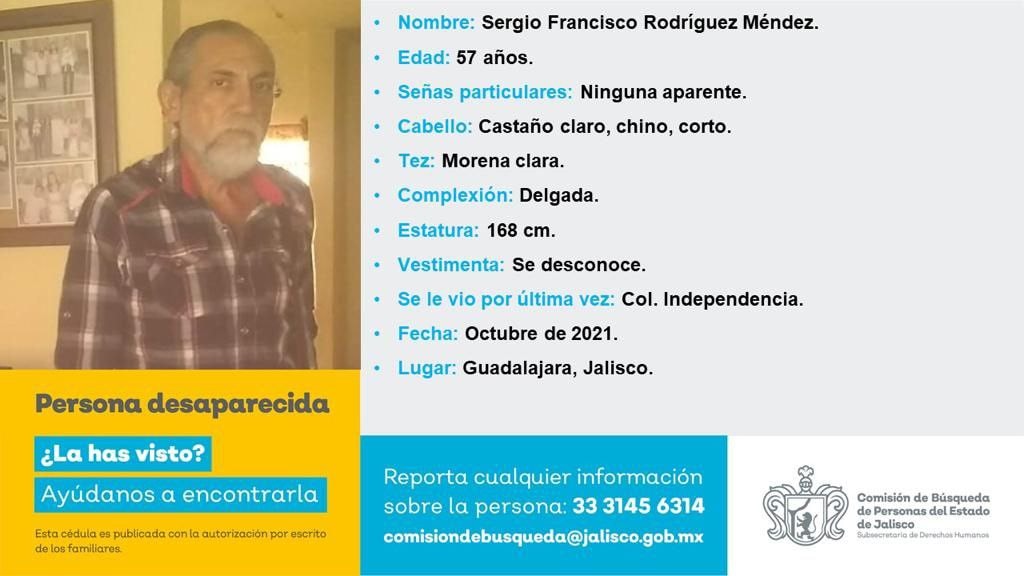 • Nombre: Sergio Francisco Rodríguez Méndez.
• Edad: 57 años.
• Señas particulares: Ninguna aparente.
• Cabello: Castaño claro, chino, corto.
• Tez: Morena clara.
• Complexión: Delgada.
• Estatura: 168 cm.
• Vestimenta: Se desconoce.
• Se le vio por última vez: Col. Independencia.
• Fecha: Octubre de 2021.
• Lugar: Guadalajara, Jalisco.
Persona desaparecida
¿La has visto?
Ayúdanos a encontrarla
Esta cédula es publicada con la autorización por escrito
de los familiares.
Reporta cualquier información
sobre la persona: 33 3145 6314
comisiondebusqueda@jalisco.gob.mx
Comisión de Búsqueda
de Personas del Estado
de Jalisco
Subsecretaría de Derechos Humanos